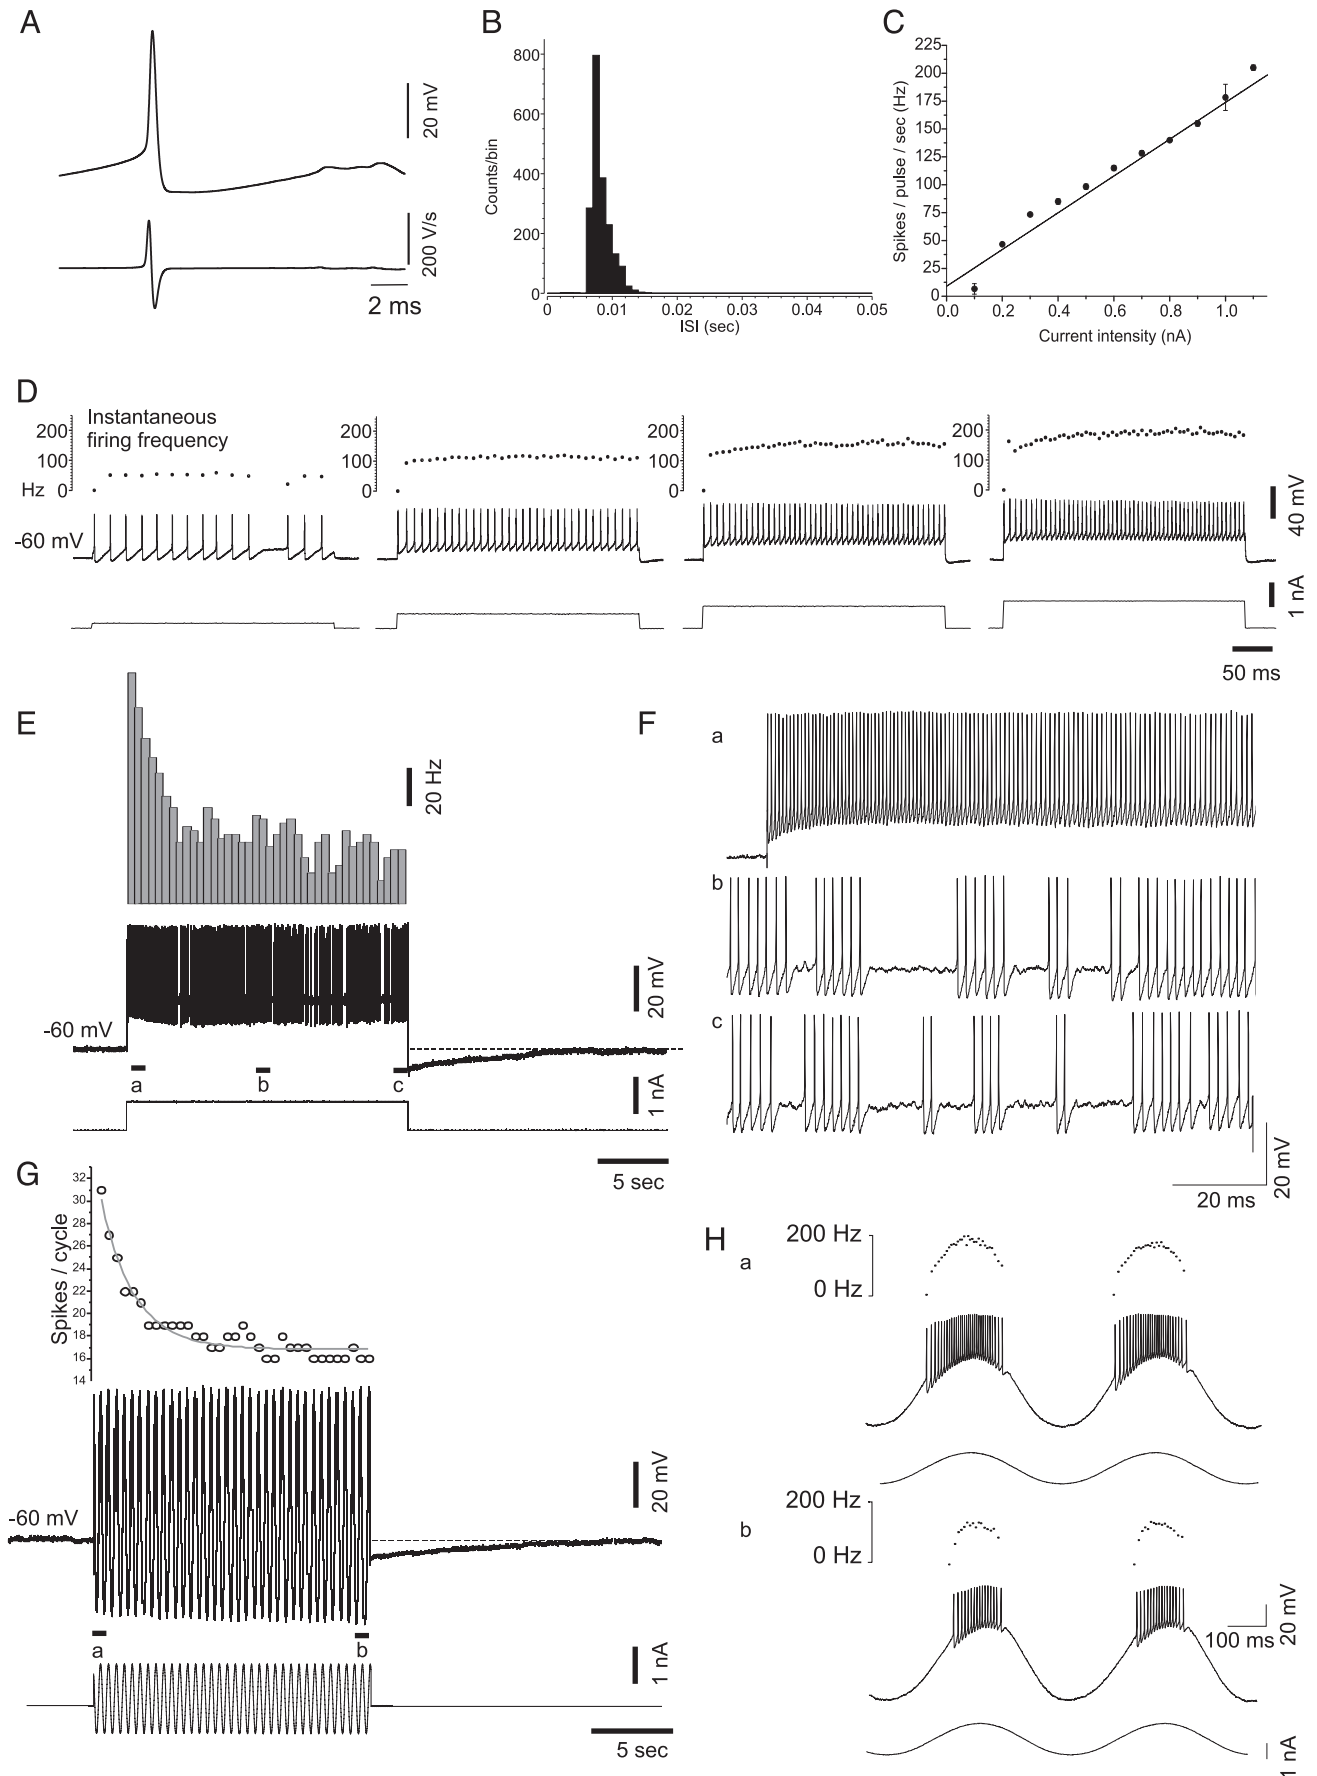 A
20 mV
200 V/s
2 ms
B
800
600
400
200
0
Counts/bin
0
0.01
0.02
0.03
0.04
0.05
ISI (sec)
C
225
200
175
150
125
100
75
50
25
0
Spikes / pulse / sec (Hz)
0.0
0.2
0.4
0.6
0.8
1.0
Current intensity (nA)
D
Instantaneous
firing frequency
200
100
Hz 0
200
100
0
200
100
0
200
100
0
-60 mV
40 mV
1 nA
50 ms
E
20 Hz
20 mV
-60 mV
a
b
c
1 nA
5 sec
F
a
b
c
20 mV
20 ms
G
32
30
28
26
24
22
20
18
16
14
Spikes / cycle
20 mV
-60 mV
a
b
1 nA
5 sec
H
a
200 Hz
0 Hz
b
200 Hz
0 Hz
20 mV
100 ms
1 nA